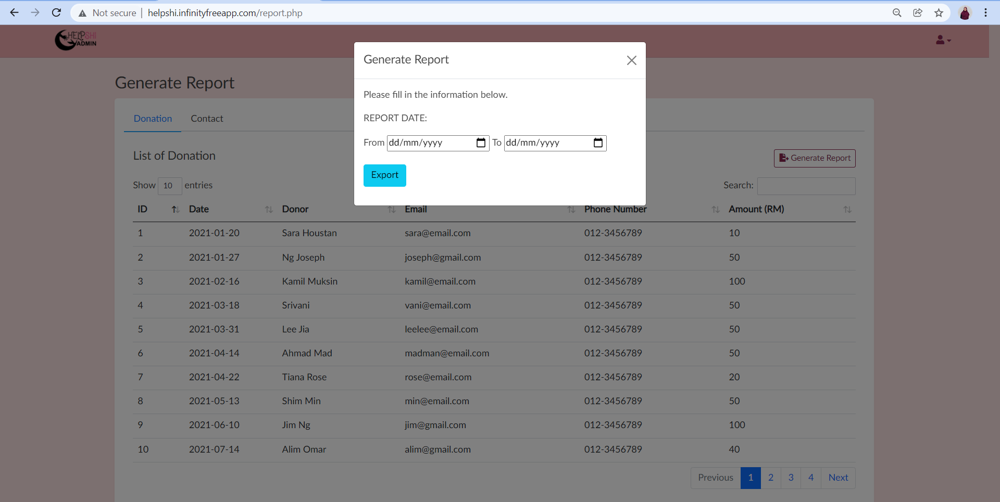 Not secure | helpshi.infinityfreeapp.com/report.php
HELPSHI
ADMIN
Generate Report
Please fill in the information below.
REPORT DATE:
From dd/mm/yyyy To dd/mm/yyyy
Export
Generate Report
Donation Contact
List of Donation Generate Report
Show 10 entries Search:
ID Date Donor Email Phone Number Amount (RM)
1 2021-01-20 Sara Houstan sara@email.com 012-3456789 10
2 2021-01-27 Ng Joseph joseph@gmail.com 012-3456789 50
3 2021-02-16 Kamil Muksin kamil@email.com 012-3456789 100
4 2021-03-18 Srivani vani@email.com 012-3456789 50
5 2021-03-31 Lee Jia leelee@email.com 012-3456789 50
6 2021-04-14 Ahmad Mad madman@email.com 012-3456789 50
7 2021-04-22 Tiana Rose rose@email.com 012-3456789 20
8 2021-05-13 Shim Min min@email.com 012-3456789 50
9 2021-06-10 Jim Ng jim@gmail.com 012-3456789 100
10 2021-07-14 Alim Omar alim@gmail.com 012-3456789 40
Previous 1 2 3 4 Next